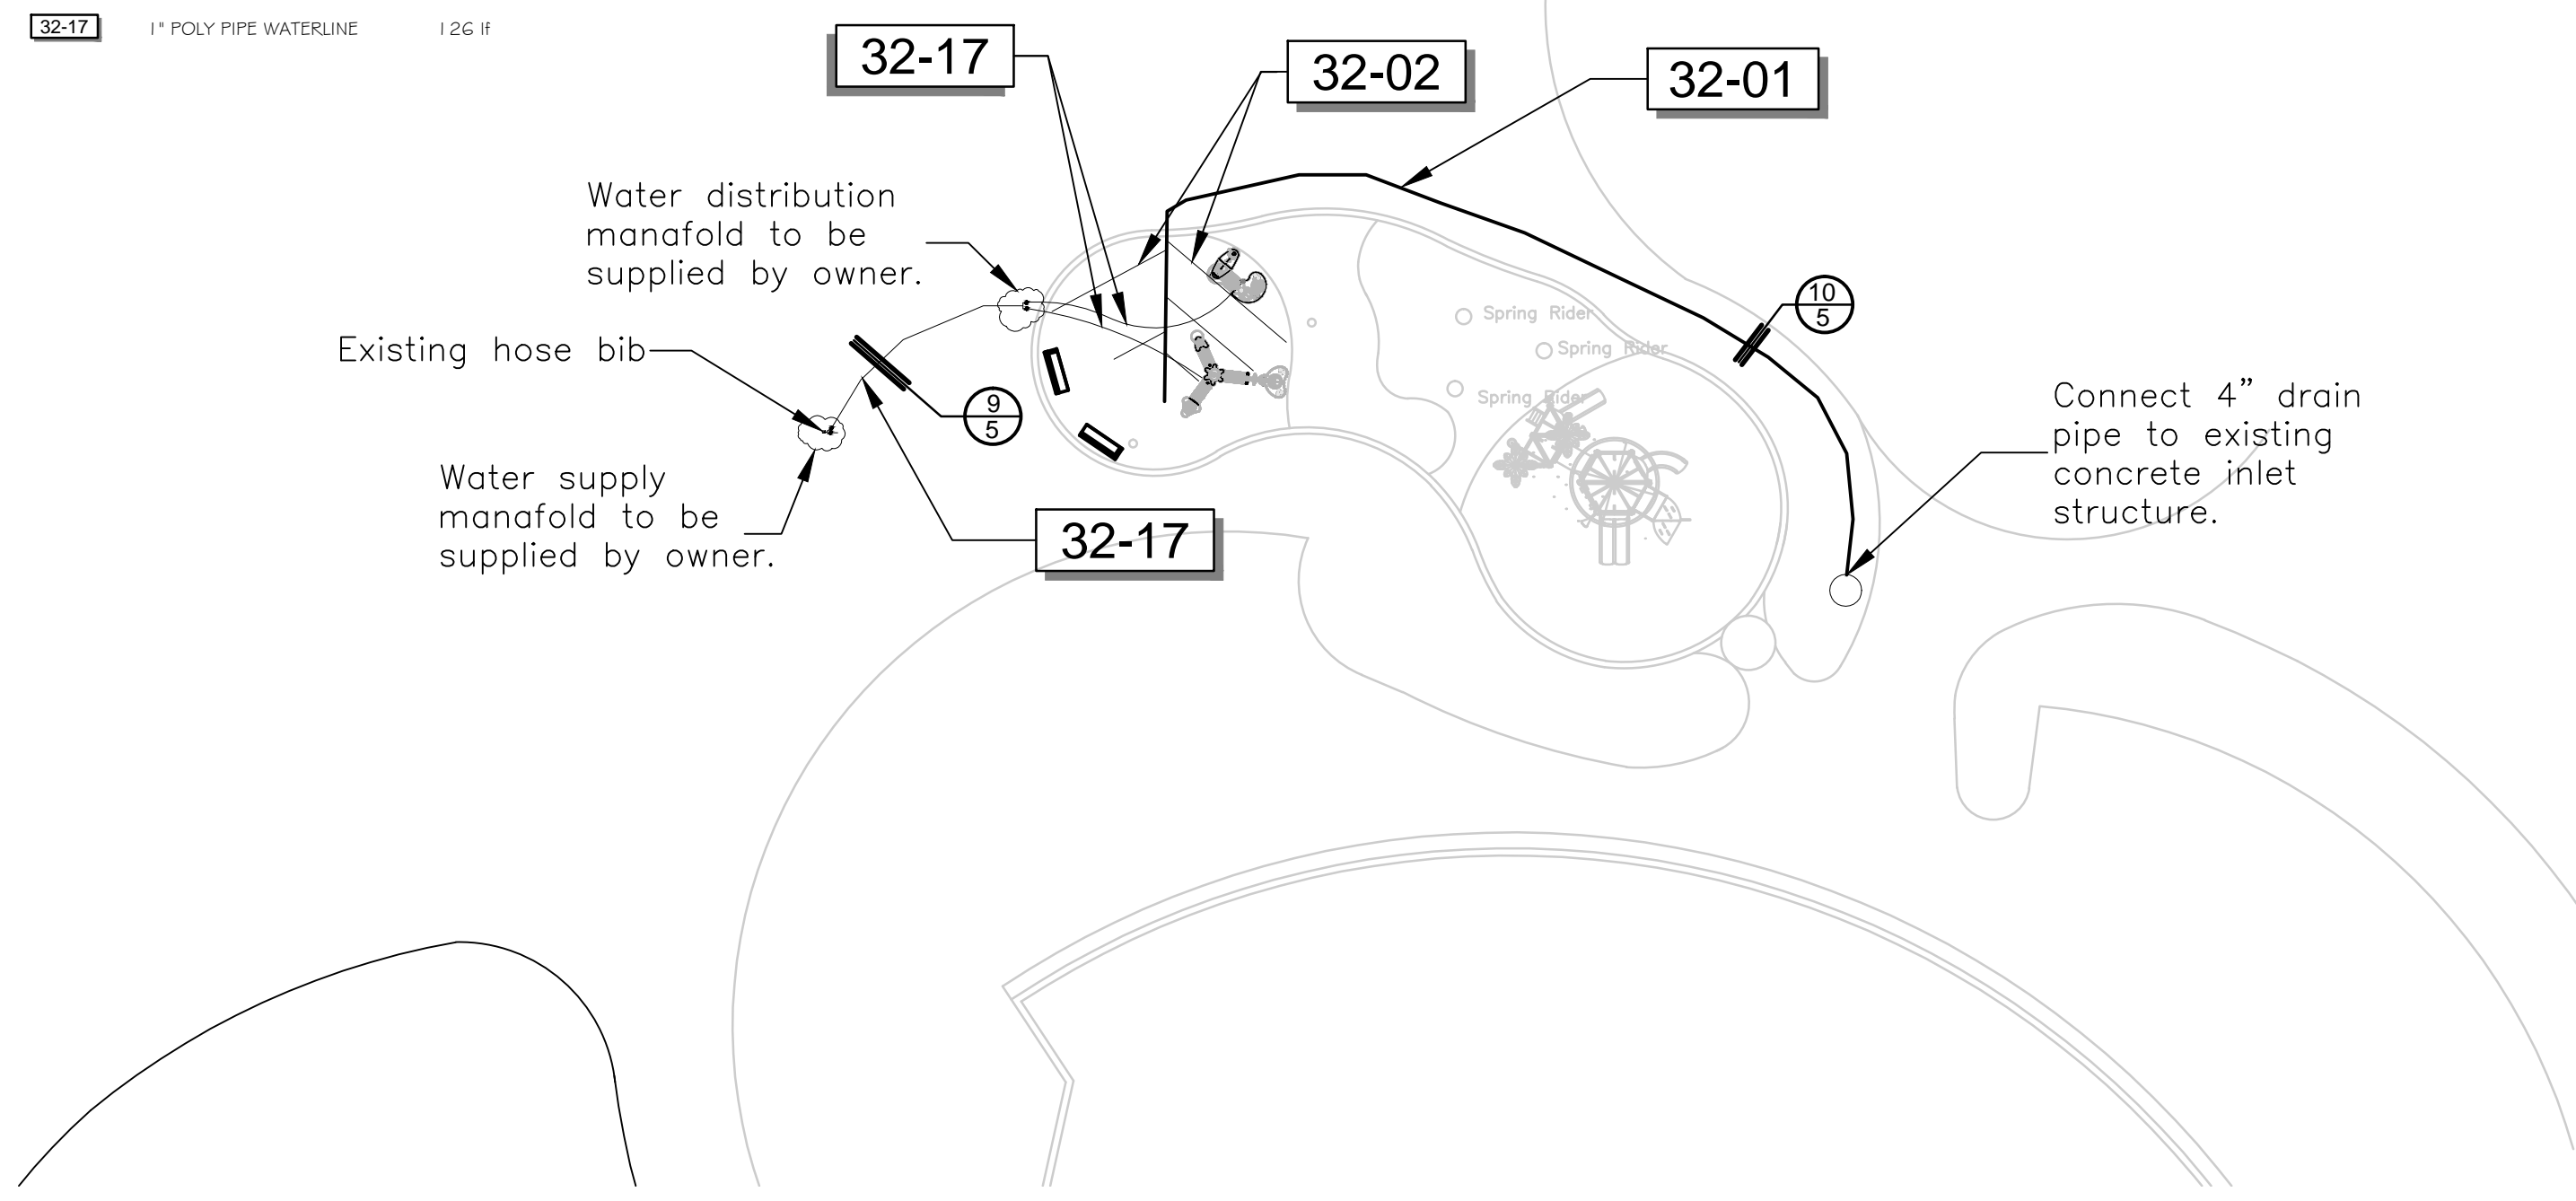 32-17 1" POLY PIPE WATERLINE 126 lf
32-17
32-02
32-01
Water distribution
manafold to be
supplied by owner.
10
5
Spring Rider
Spring Rider
Spring Rider
Existing hose bib
9
5
Connect 4” drain
pipe to existing
concrete inlet
structure.
Water supply
manafold to be
supplied by owner.
32-17